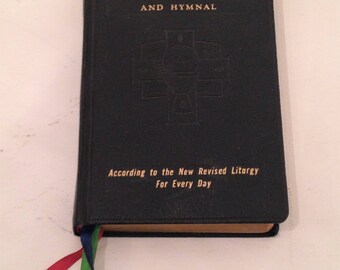 AND HYMNAL
According to the New Revised Liturgy
For Every Day